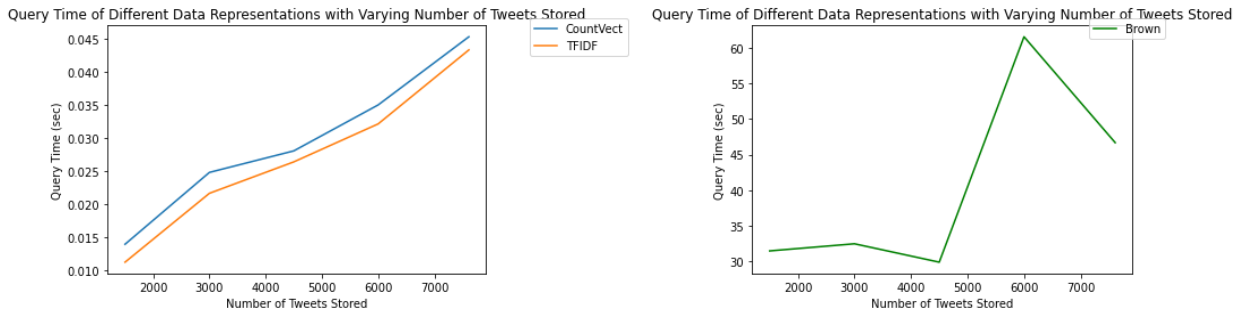 Query Time of Different Data Representations with Varying Number of Tweets Stored
CountVect
TFIDF
0.045
0.040
0.035
0.030
0.025
0.020
0.015
0.010
Query Time (sec)
2000 3000 4000 5000 6000 7000
Number of Tweets Stored
Query Time of Different Data Representations with Varying Number of Tweets Stored
Brown
60
55
50
45
40
35
30
Query Time (sec)
2000 3000 4000 5000 6000 7000
Number of Tweets Stored